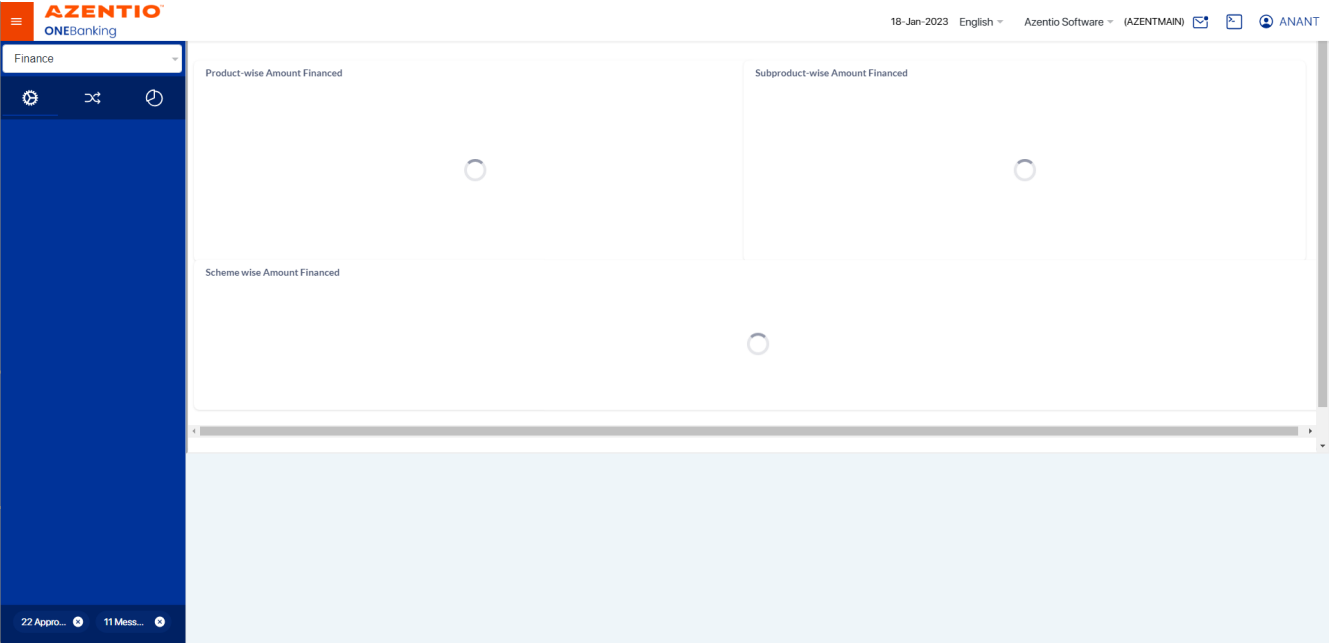 AZENTIO
ONEBanking
18-Jan-2023 English Azentio Software (AZENTMAIN) ANANT
Finance
Product-wise Amount Financed
Subproduct-wise Amount Financed
Scheme wise Amount Financed
22 Appro... 11 Mess...